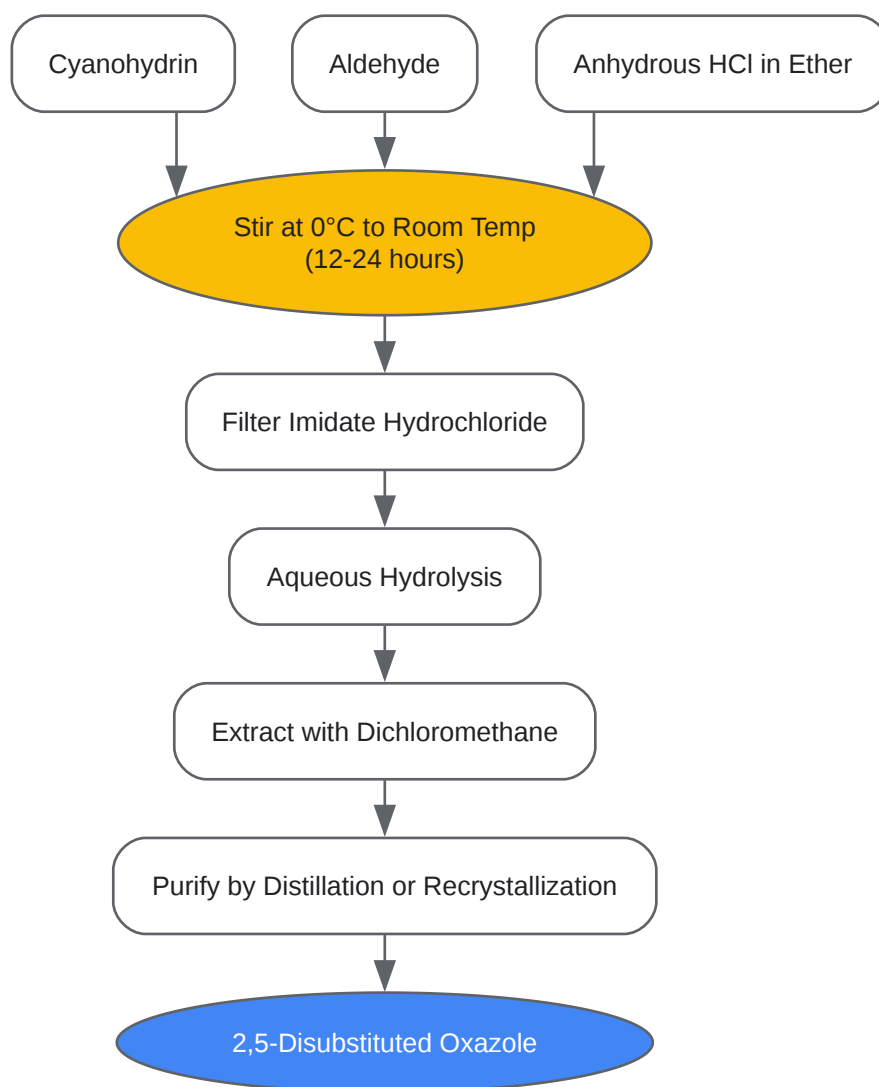 Cyanohydrin
Aldehyde
Anhydrous HCl in Ether
Stir at 0°C to Room Temp
(12-24 hours)
Filter Imidate Hydrochloride
Aqueous Hydrolysis
Extract with Dichloromethane
Purify by Distillation or Recrystallization
2,5-Disubstituted Oxazole